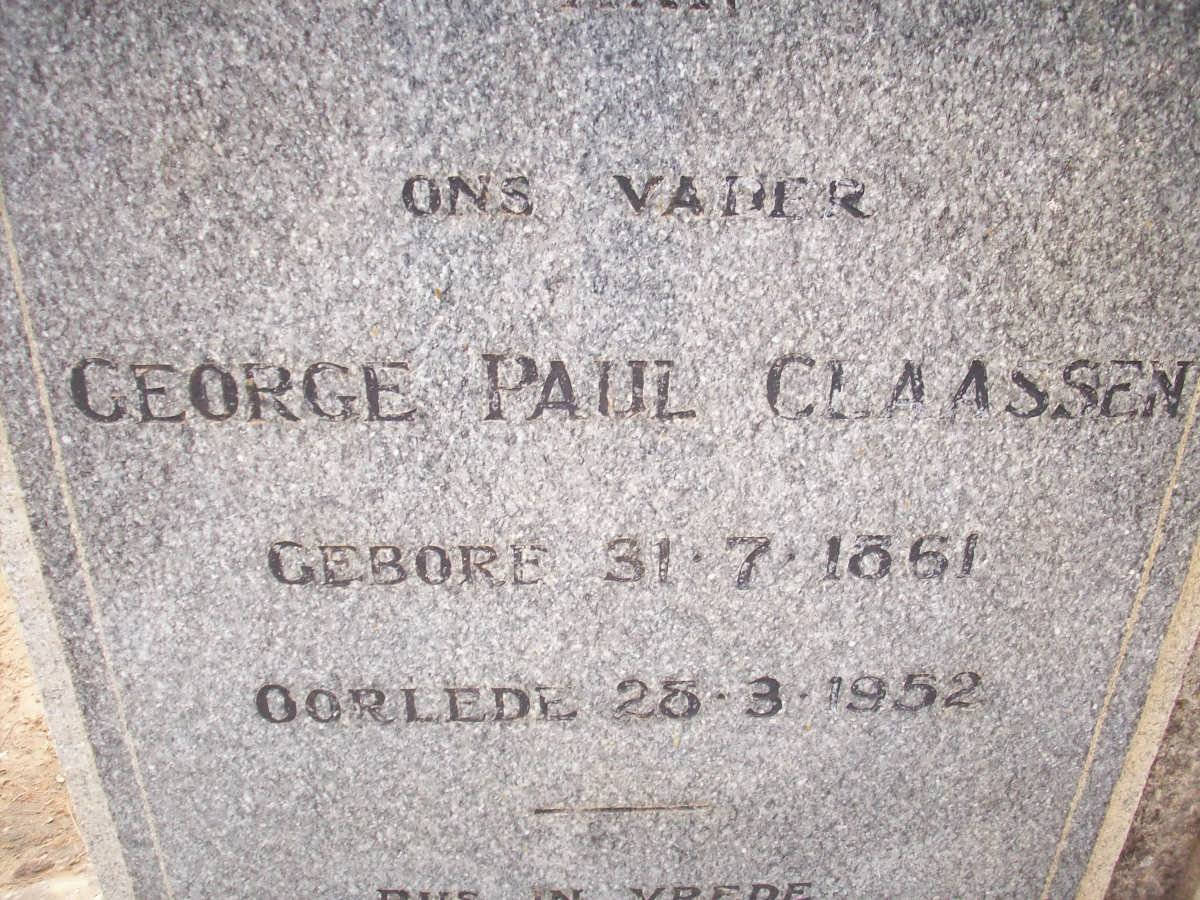 ONS VADER
GEORGE PAUL CLAASSEN
GEBORE 31·7·1861
OORLEDE 28·3·1952
RUS IN VREDE